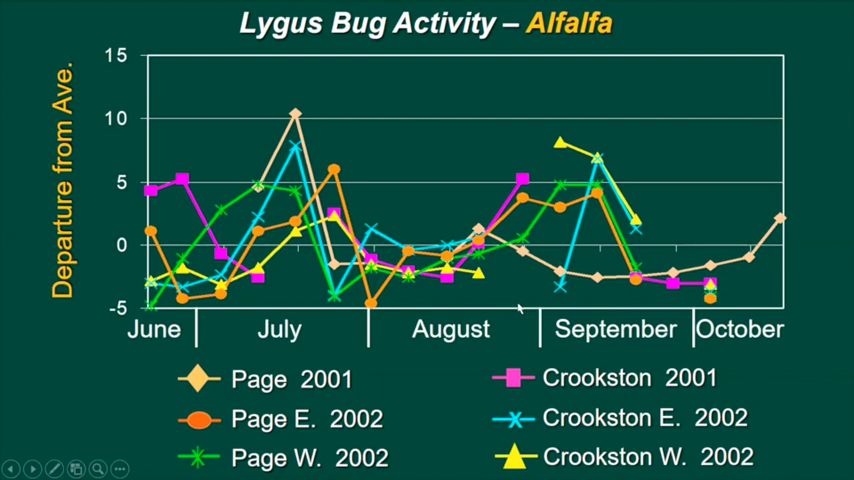 Lygus Bug Activity – Alfalfa
Departure from Ave.
15
10
5
0
-5
June July August September October
Page 2001 Crookston 2001
Page E. 2002 Crookston E. 2002
Page W. 2002 Crookston W. 2002